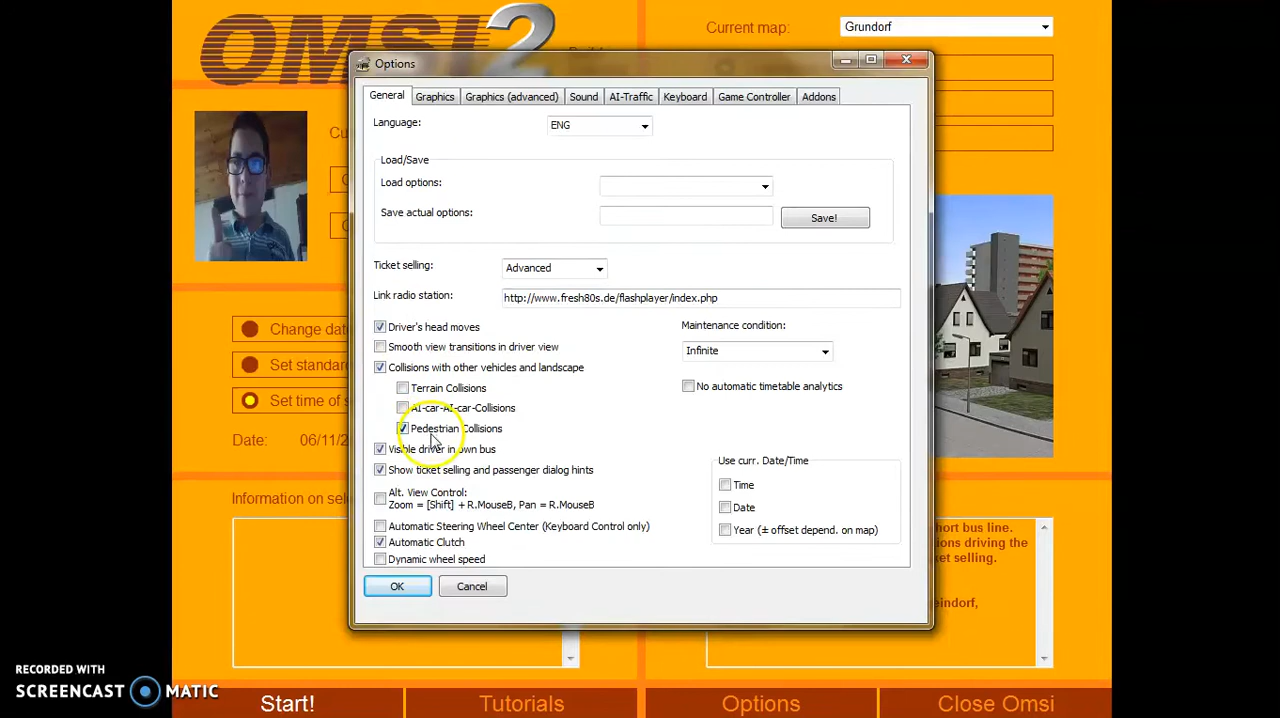 OMSI 2
Current map:
Grundorf
Options
General
Graphics
Graphics (advanced)
Sound
AI-Traffic
Keyboard
Game Controller
Addons
Language:
ENG
Load/Save
Load options:
Save actual options:
Save!
Ticket selling:
Advanced
Link radio station:
http://www.fresh80s.de/flashplayer/index.php
Driver's head moves
Maintenance condition:
Smooth view transitions in driver view
Infinite
Collisions with other vehicles and landscape
Terrain Collisions
No automatic timetable analytics
AI-car-AI-car-Collisions
Pedestrian Collisions
Visible driver in own bus
Use curr. Date/Time
Show ticket selling and passenger dialog hints
Time
Alt. View Control:
Zoom = [Shift] + R.MouseB, Pan = R.MouseB
Date
Automatic Steering Wheel Center (Keyboard Control only)
Year (± offset depend. on map)
Automatic Clutch
Dynamic wheel speed
OK
Cancel
Change dat
Set standar
Set time of s
Date: 06/11/2
Information on sel
hort bus line.
ions driving the
ket selling.
eindorf,
RECORDED WITH
SCREENCAST MATIC
Start!
Tutorials
Options
Close Omsi